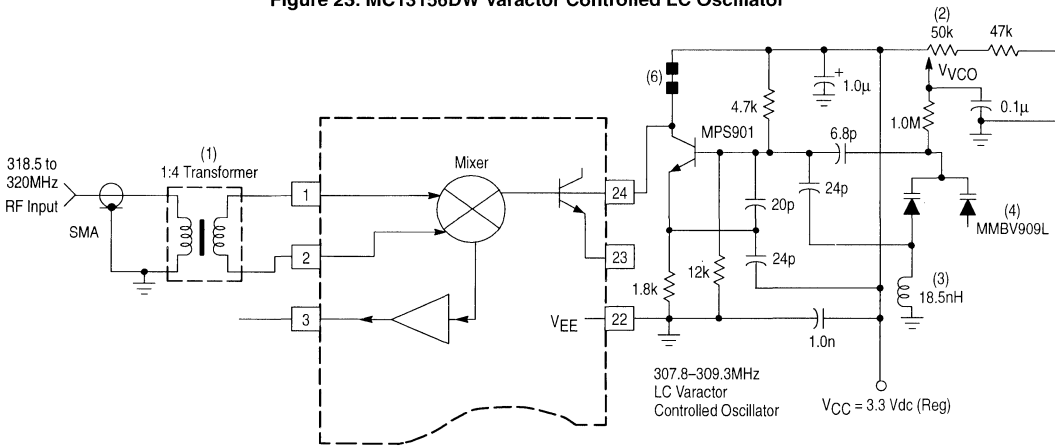 Figure 23. MC13156DW Varactor Controlled LC Oscillator
(2)
50k
47k
(6)
+
1.0µ
VVCO
4.7k
0.1µ
1.0M
MPS901
6.8p
318.5 to
320MHz
RF Input
(1)
1:4 Transformer
Mixer
1
24
24p
20p
(4)
MMBV909L
SMA
2
23
24p
12k
1.8k
(3)
18.5nH
3
VEE
22
1.0n
307.8–309.3MHz
LC Varactor
Controlled Oscillator
VCC = 3.3 Vdc (Reg)